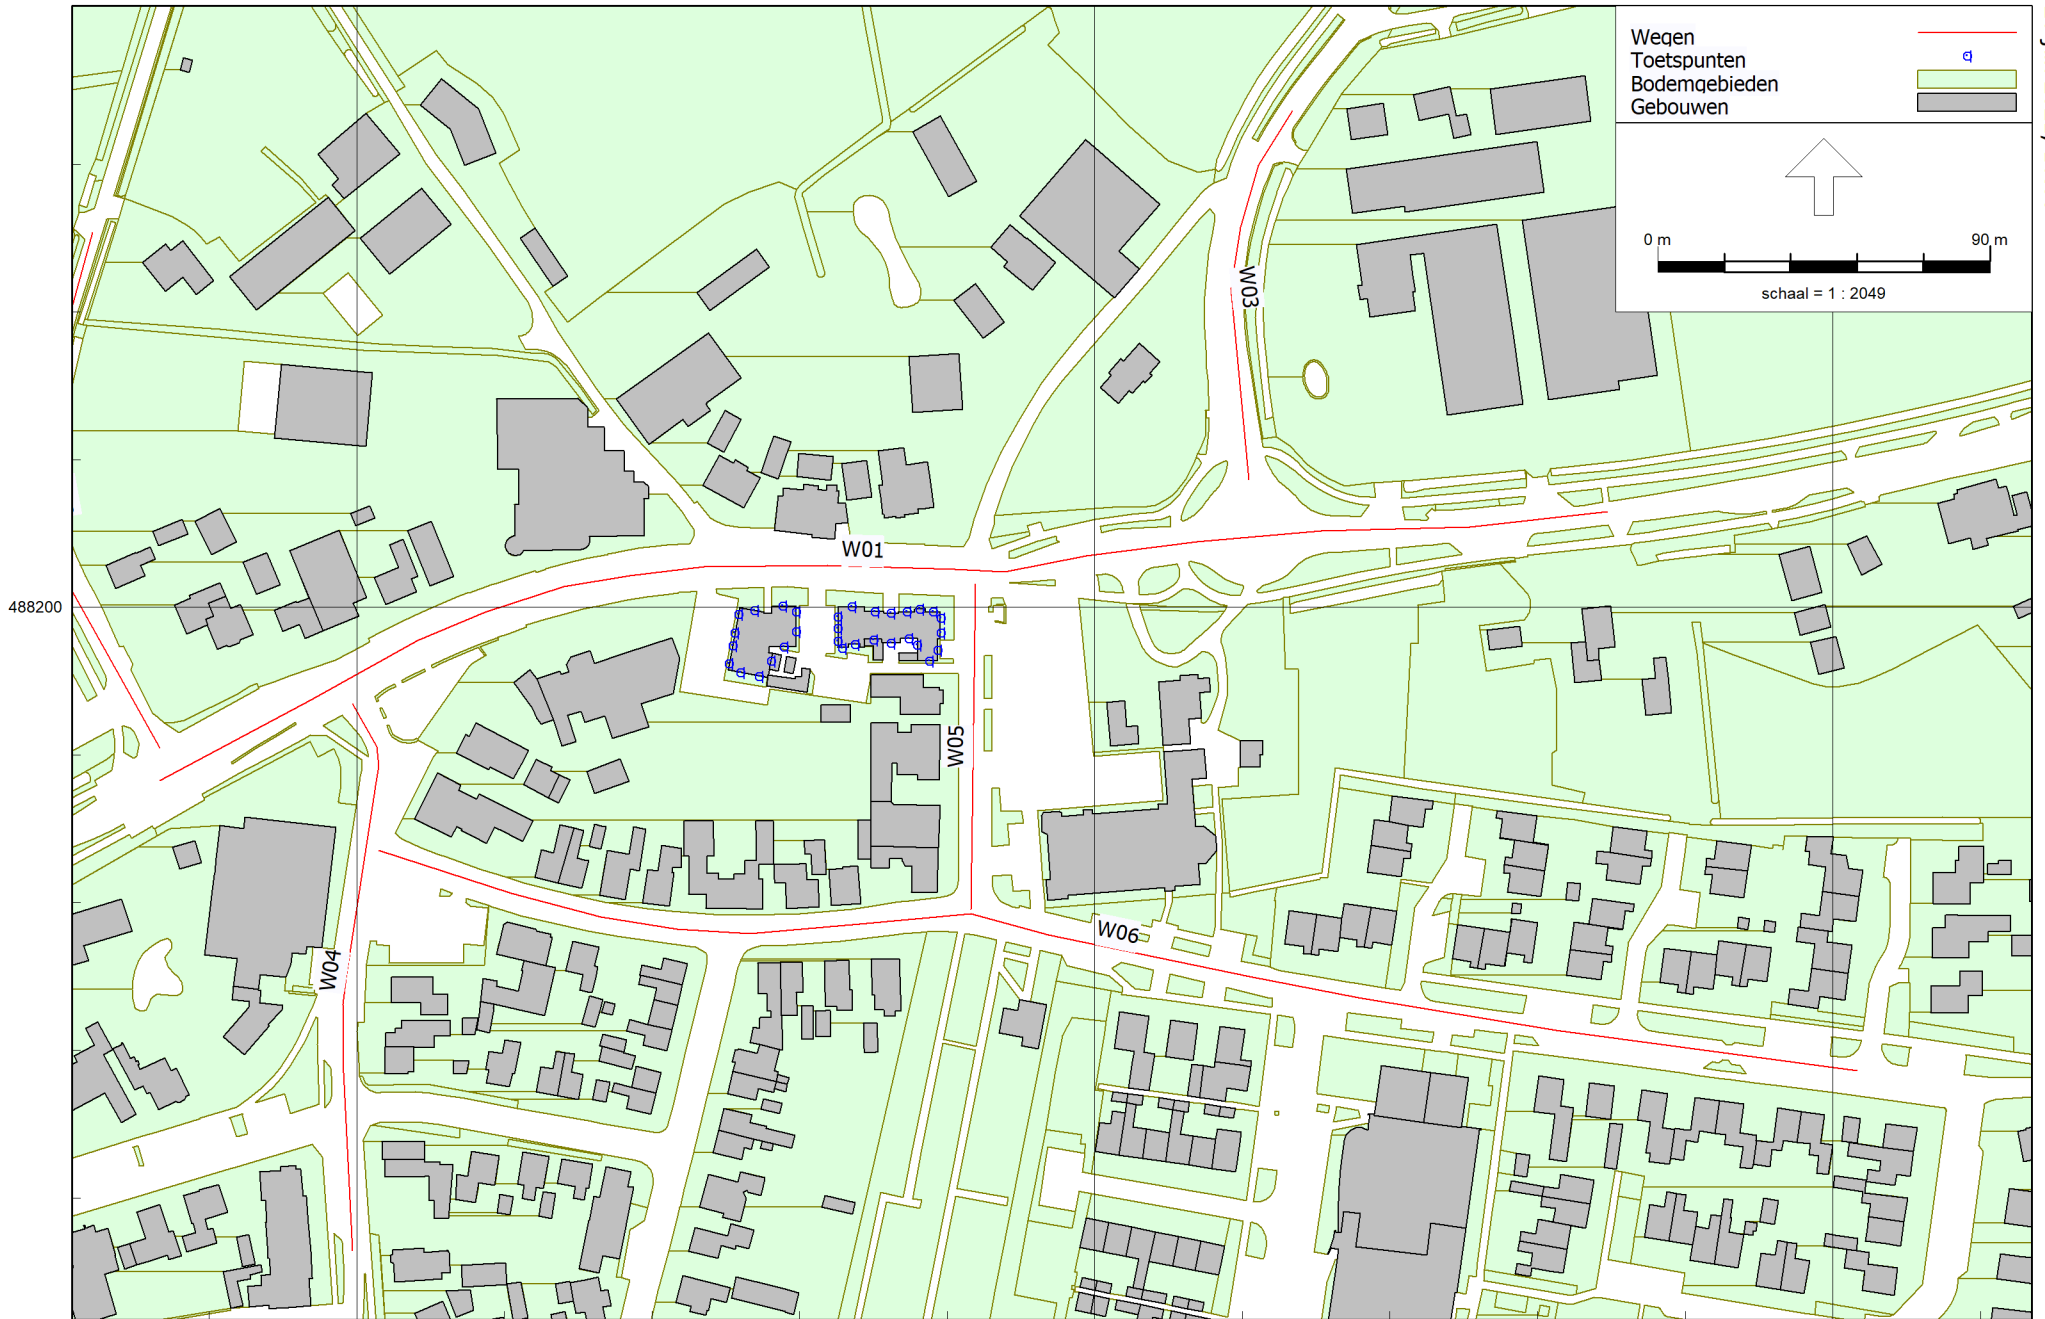 Wegen
Toetspunten
Bodemgebieden
Gebouwen
0 m 90 m
schaal = 1 : 2049
W03
W01
488200
W05
W06
W04